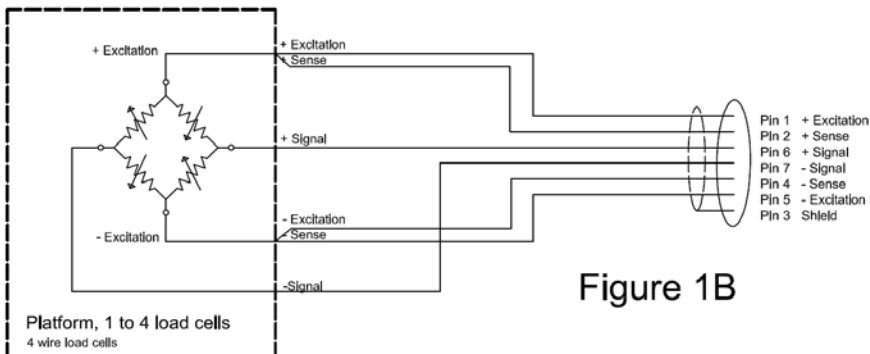 + Excitation
+ Excitation
+ Sense
+ Signal
- Excitation
- Sense
- Excitation
-Signal
Platform, 1 to 4 load cells
4 wire load cells
Pin 1 + Excitation
Pin 2 + Sense
Pin 6 + Signal
Pin 7 - Signal
Pin 4 - Sense
Pin 5 - Excitation
Pin 3 Shield
Figure 1B